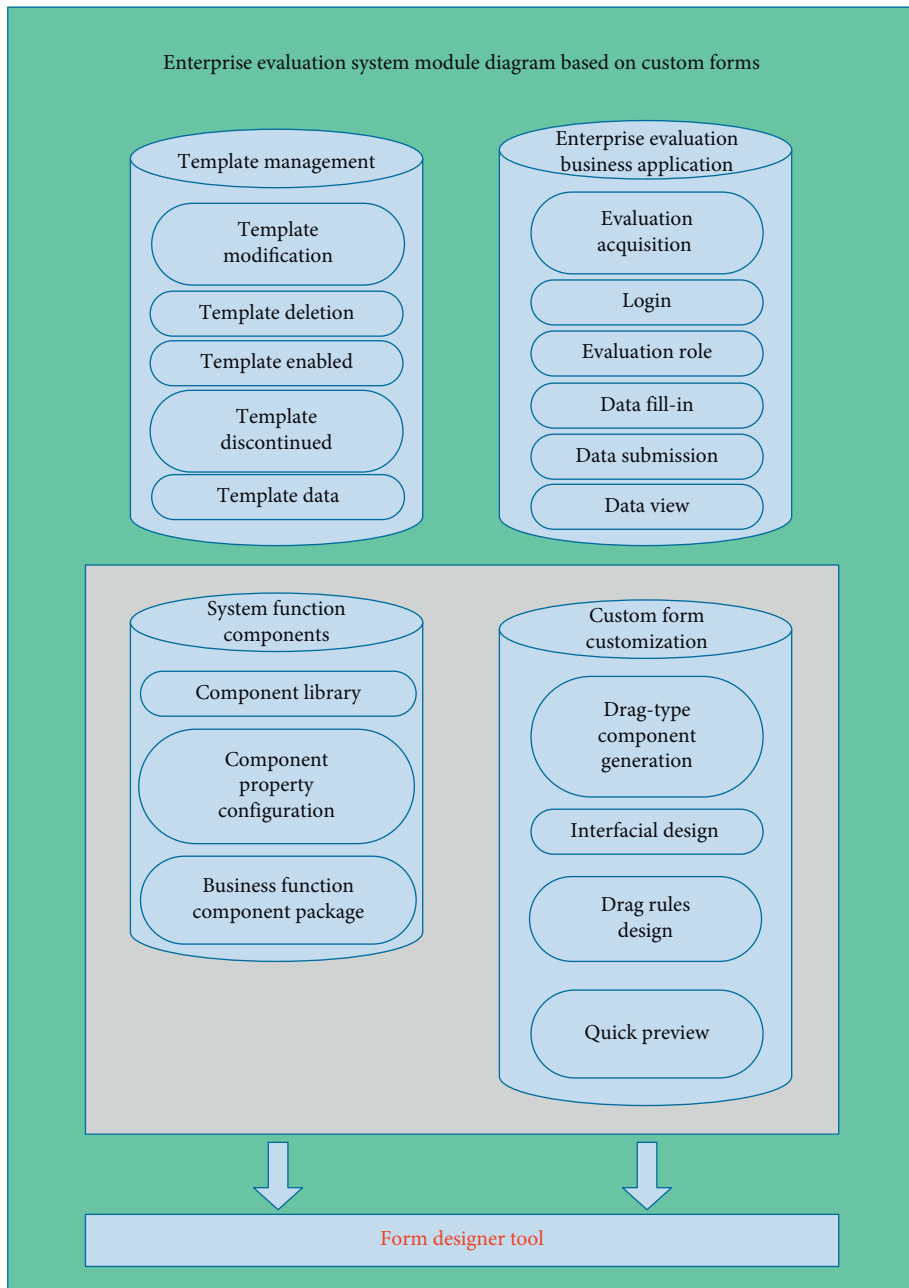 Enterprise evaluation system module diagram based on custom forms
Template management
Template
modification
Template deletion
Template enabled
Template
discontinued
Template data
Enterprise evaluation
business application
Evaluation
acquisition
Login
Evaluation role
Data fill-in
Data submission
Data view
System function
components
Component library
Component
property
configuration
Business function
component package
Custom form
customization
Drag-type
component
generation
Interfacial design
Drag rules
design
Quick preview
Form designer tool